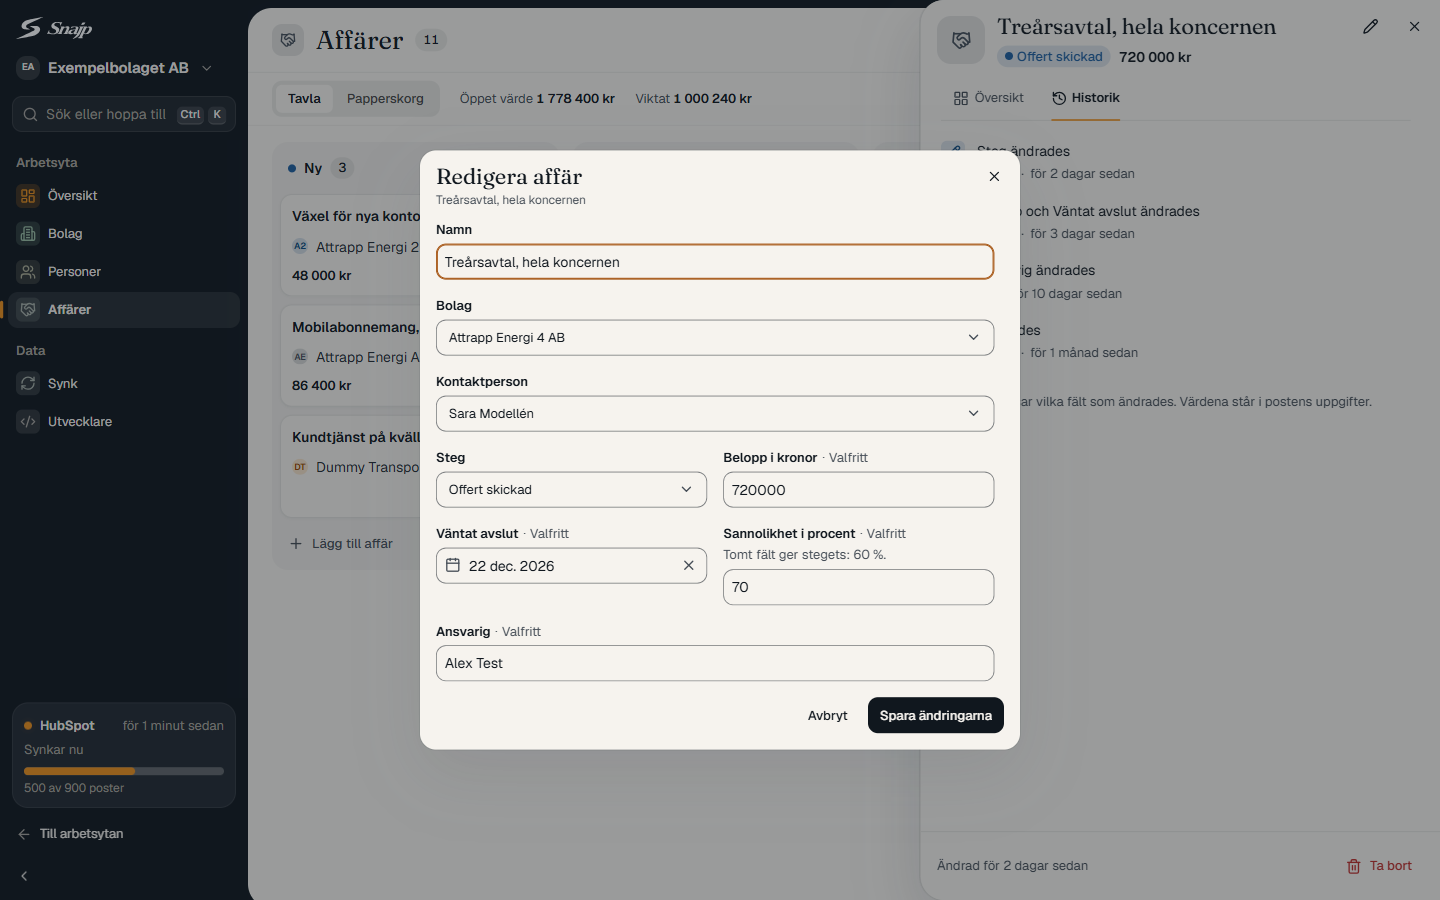 Snajp
EA Exempelbolaget AB
Sök eller hoppa till Ctrl K
Arbetsyta
Översikt
Bolag
Personer
Affärer
Data
Synk
Utvecklare
HubSpot för 1 minut sedan
Synkar nu
500 av 900 poster
Till arbetsytan
Affärer 11
Tavla Papperskorg Öppet värde 1 778 400 kr Viktat 1 000 240 kr
Ny 3
Växel för nya konto
A2 Attrapp Energi 2
48 000 kr
Mobilabonnemang,
AE Attrapp Energi A
86 400 kr
Kundtjänst på kväll
DT Dummy Transpo
Lägg till affär
Redigera affär
Treårsavtal, hela koncernen
Namn
Treårsavtal, hela koncernen
Bolag
Attrapp Energi 4 AB
Kontaktperson
Sara Modellén
Steg
Offert skickad
Belopp i kronor · Valfritt
720000
Väntat avslut · Valfritt
22 dec. 2026
Sannolikhet i procent · Valfritt
Tomt fält ger stegets: 60 %.
70
Ansvarig · Valfritt
Alex Test
Avbryt Spara ändringarna
Treårsavtal, hela koncernen
Offert skickad 720 000 kr
Översikt Historik
Steg ändrades
· för 2 dagar sedan
och Väntat avslut ändrades
· för 3 dagar sedan
ig ändrades
för 10 dagar sedan
des
· för 1 månad sedan
ar vilka fält som ändrades. Värdena står i postens uppgifter.
Ändrad för 2 dagar sedan Ta bort